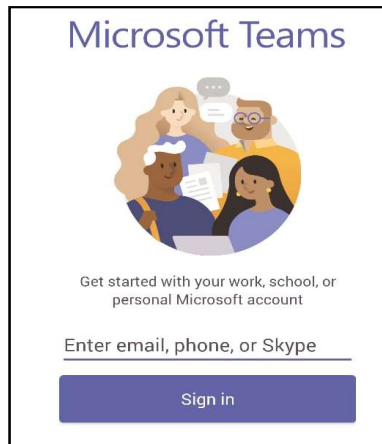 Microsoft Teams
Get started with your work, school, or
personal Microsoft account
Enter email, phone, or Skype
Sign in